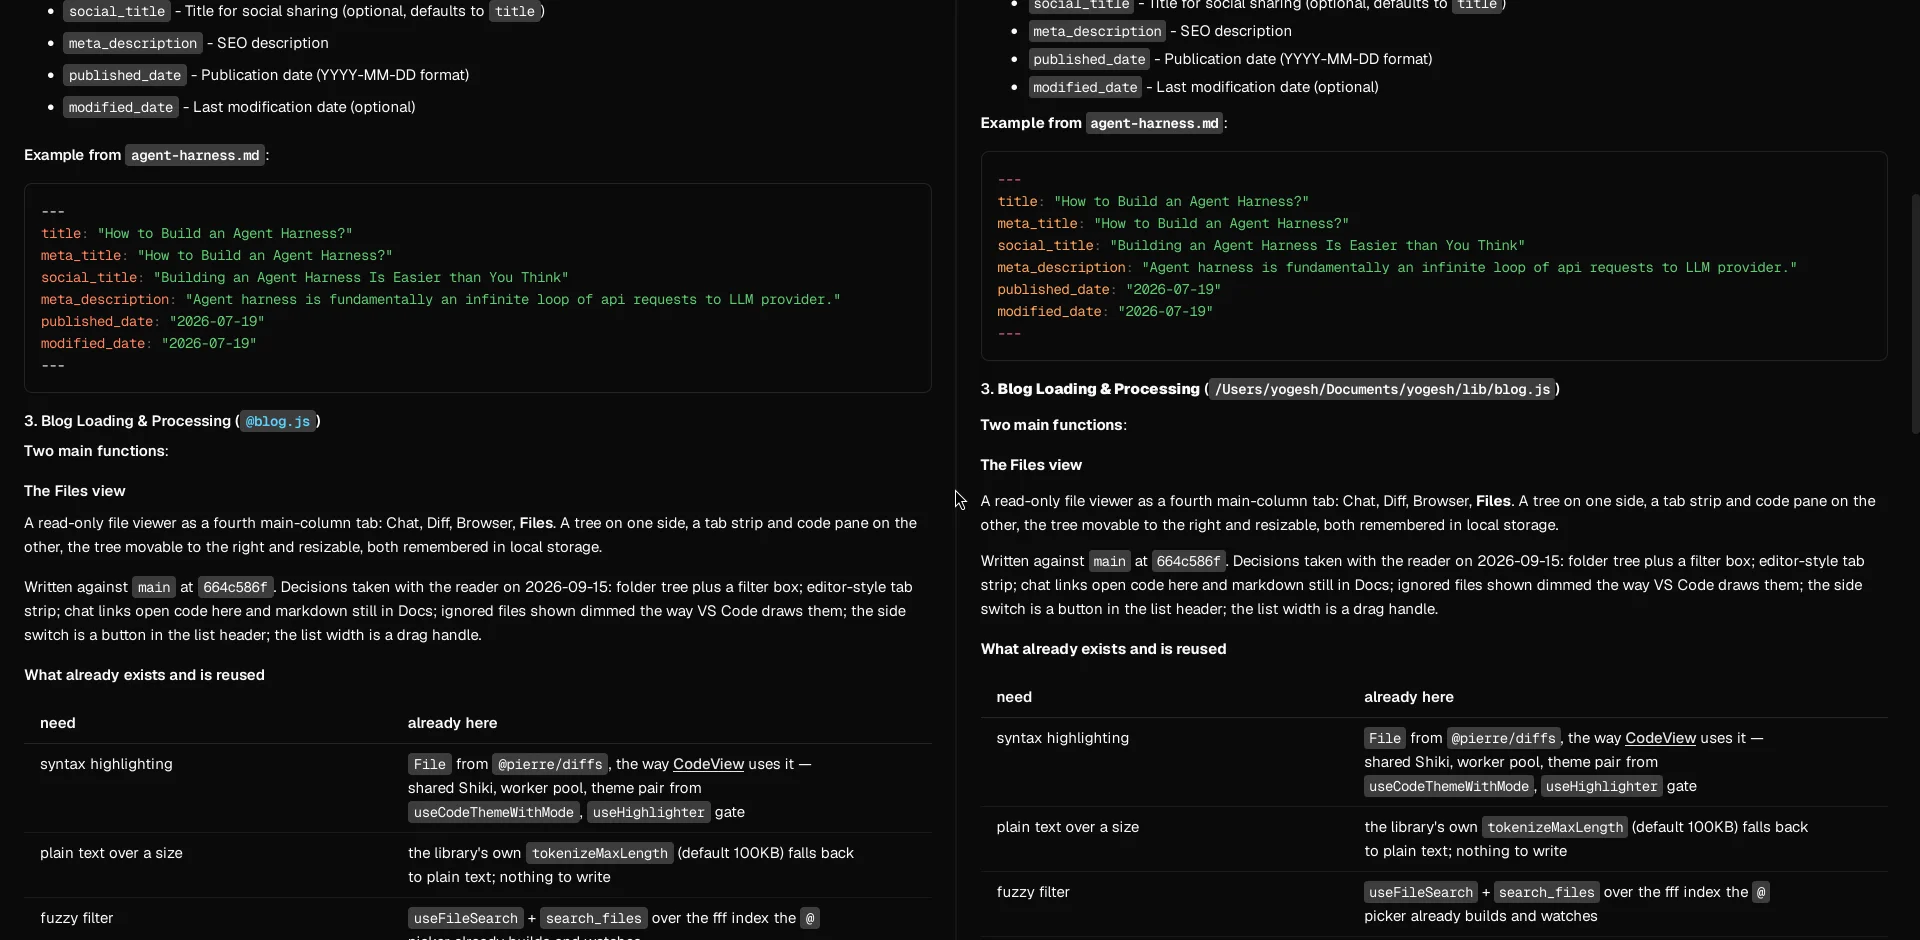 social_title - Title for social sharing (optional, defaults to title)
meta_description - SEO description
published_date - Publication date (YYYY-MM-DD format)
modified_date - Last modification date (optional)
Example from agent-harness.md:
---
title: "How to Build an Agent Harness?"
meta_title: "How to Build an Agent Harness?"
social_title: "Building an Agent Harness Is Easier than You Think"
meta_description: "Agent harness is fundamentally an infinite loop of api requests to LLM provider."
published_date: "2026-07-19"
modified_date: "2026-07-19"
---
3. Blog Loading & Processing (@blog.js)
Two main functions:
The Files view
A read-only file viewer as a fourth main-column tab: Chat, Diff, Browser, Files. A tree on one side, a tab strip and code pane on the
other, the tree movable to the right and resizable, both remembered in local storage.
Written against main at 664c586f. Decisions taken with the reader on 2026-09-15: folder tree plus a filter box; editor-style tab
strip; chat links open code here and markdown still in Docs; ignored files shown dimmed the way VS Code draws them; the side
switch is a button in the list header; the list width is a drag handle.
What already exists and is reused
need already here
syntax highlighting File from @pierre/diffs, the way CodeView uses it —
shared Shiki, worker pool, theme pair from
useCodeThemeWithMode, useHighlighter gate
plain text over a size the library's own tokenizeMaxLength (default 100KB) falls back
to plain text; nothing to write
fuzzy filter useFileSearch + search_files over the fff index the @
picker already builds and watches
social_title - Title for social sharing (optional, defaults to title)
meta_description - SEO description
published_date - Publication date (YYYY-MM-DD format)
modified_date - Last modification date (optional)
Example from agent-harness.md:
---
title: "How to Build an Agent Harness?"
meta_title: "How to Build an Agent Harness?"
social_title: "Building an Agent Harness Is Easier than You Think"
meta_description: "Agent harness is fundamentally an infinite loop of api requests to LLM provider."
published_date: "2026-07-19"
modified_date: "2026-07-19"
---
3. Blog Loading & Processing (/Users/yogesh/Documents/yogesh/lib/blog.js)
Two main functions:
The Files view
A read-only file viewer as a fourth main-column tab: Chat, Diff, Browser, Files. A tree on one side, a tab strip and code pane on the
other, the tree movable to the right and resizable, both remembered in local storage.
Written against main at 664c586f. Decisions taken with the reader on 2026-09-15: folder tree plus a filter box; editor-style tab
strip; chat links open code here and markdown still in Docs; ignored files shown dimmed the way VS Code draws them; the side
switch is a button in the list header; the list width is a drag handle.
What already exists and is reused
need already here
syntax highlighting File from @pierre/diffs, the way CodeView uses it —
shared Shiki, worker pool, theme pair from
useCodeThemeWithMode, useHighlighter gate
plain text over a size the library's own tokenizeMaxLength (default 100KB) falls back
to plain text; nothing to write
fuzzy filter useFileSearch + search_files over the fff index the @
picker already builds and watches